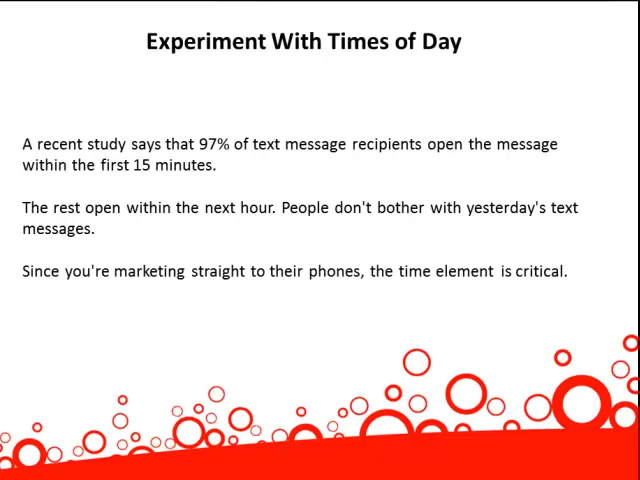 Experiment With Times of Day
A recent study says that 97% of text message recipients open the message
within the first 15 minutes.
The rest open within the next hour. People don't bother with yesterday's text
messages.
Since you're marketing straight to their phones, the time element is critical.